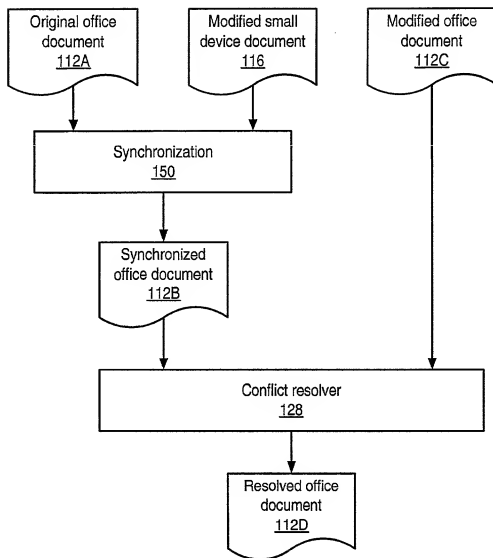 Original office
document
112A
Modified small
device document
116
Modified office
document
112C
Synchronization
150
Synchronized
office document
112B
Conflict resolver
128
Resolved office
document
112D